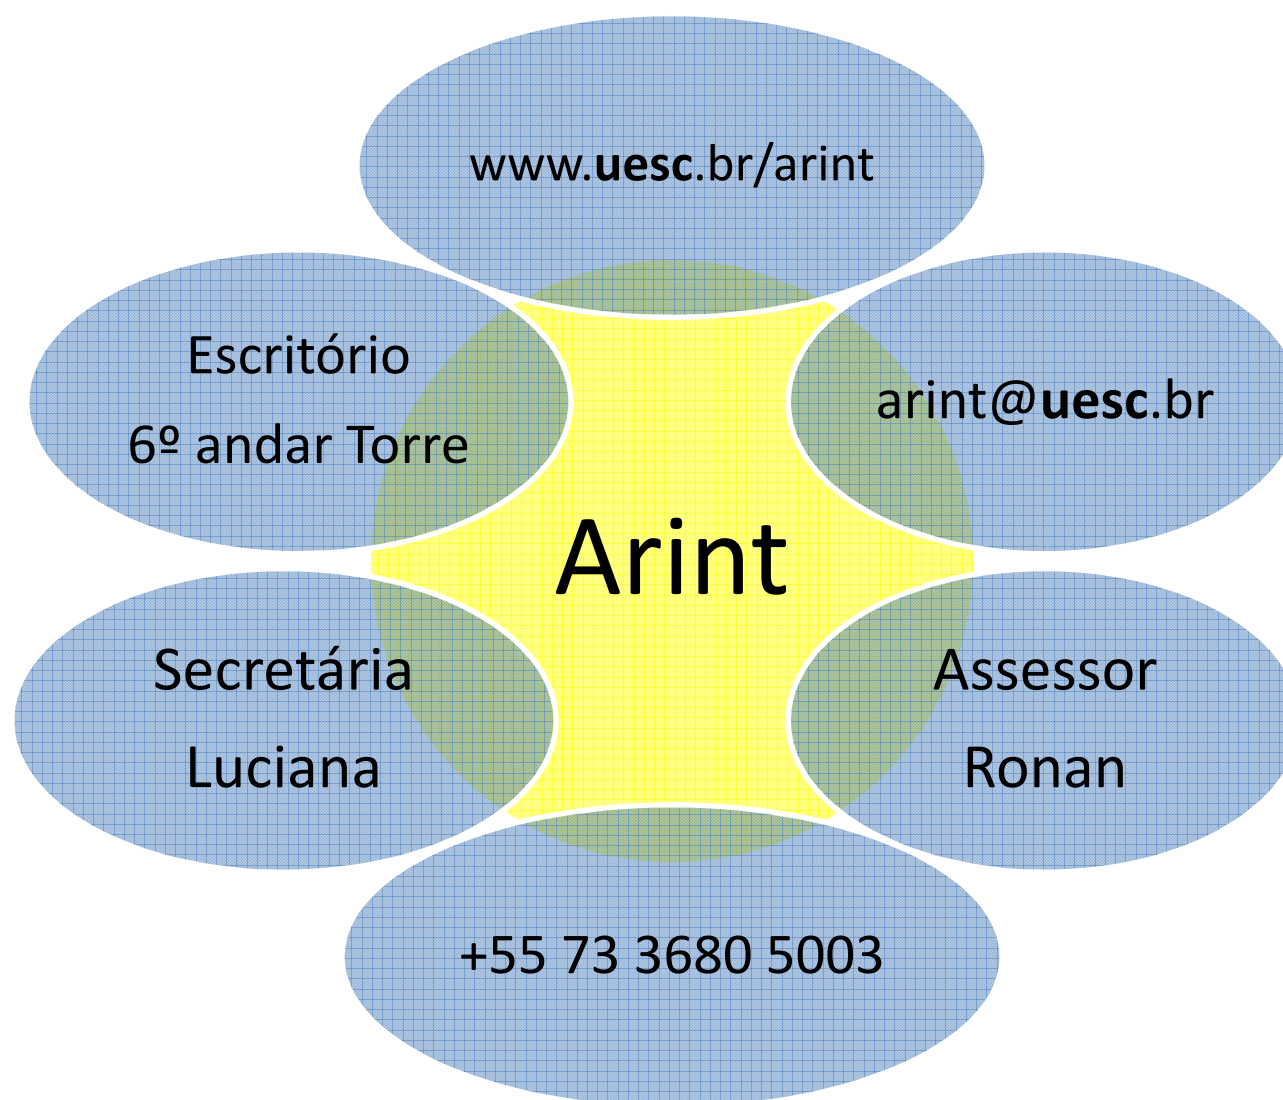 www.uesc.br/arint
Escritório
6º andar Torre
arint@uesc.br
Arint
Secretária
Luciana
Assessor
Ronan
+55 73 3680 5003